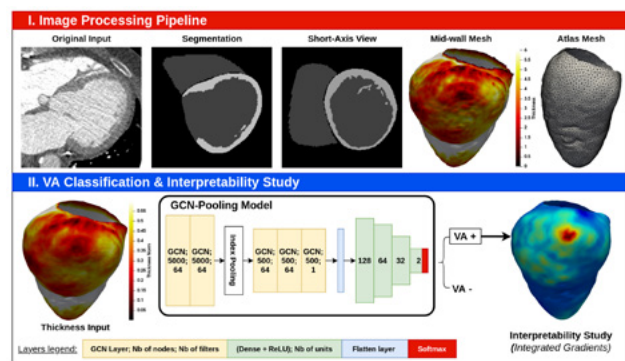 I. Image Processing Pipeline
Original Input
Segmentation
Short-Axis View
Mid-wall Mesh
Atlas Mesh
Thickness
II. VA Classification & Interpretability Study
GCN-Pooling Model
GCN; 5000; 64
GCN; 5000; 64
Index Pooling
GCN; 500; 64
GCN; 500; 64
GCN; 500; 1
128
64
32
2
VA +
VA -
Thickness Input
Interpretability Study
(Integrated Gradients)
Layers legend:
GCN Layer; Nb of nodes; Nb of filters
(Dense + ReLU); Nb of units
Flatten layer
Softmax